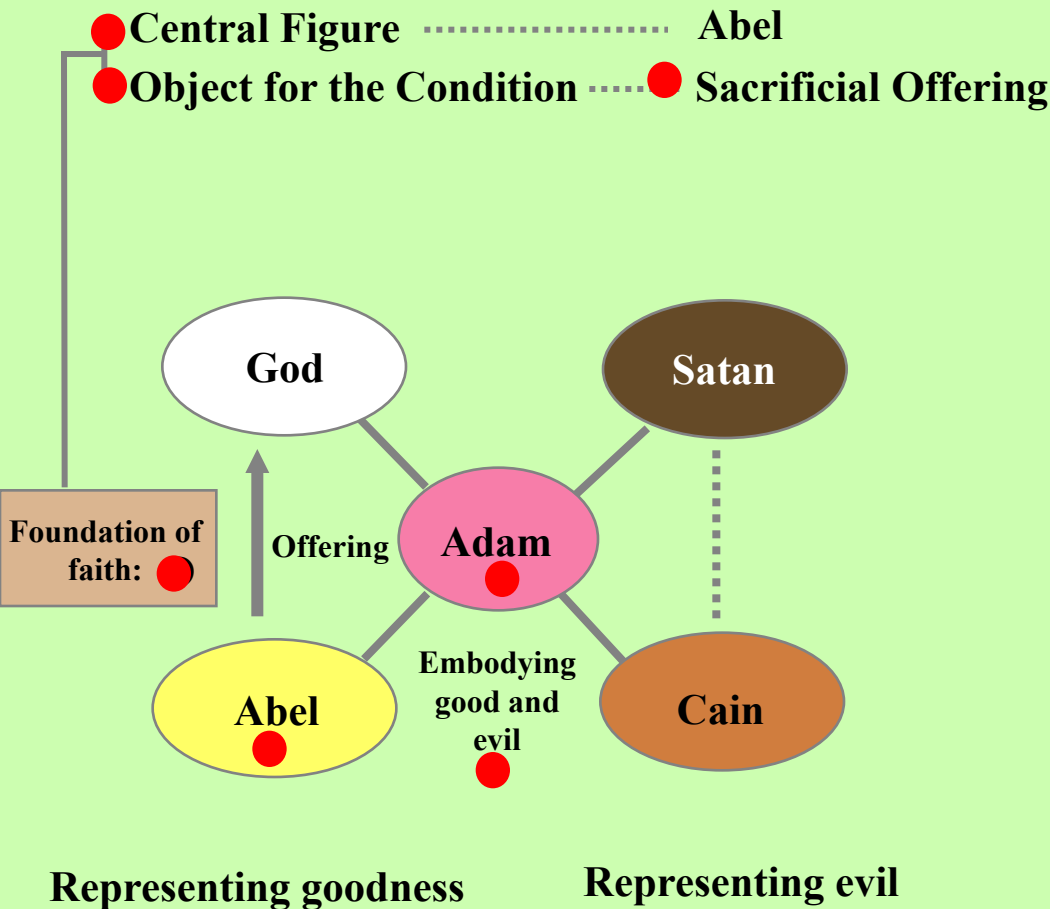 Central Figure Abel
Object for the Condition Sacrificial Offering
God
Satan
Foundation of
faith:
Offering
Adam
Embodying
good and
evil
Abel
Cain
Representing goodness
Representing evil